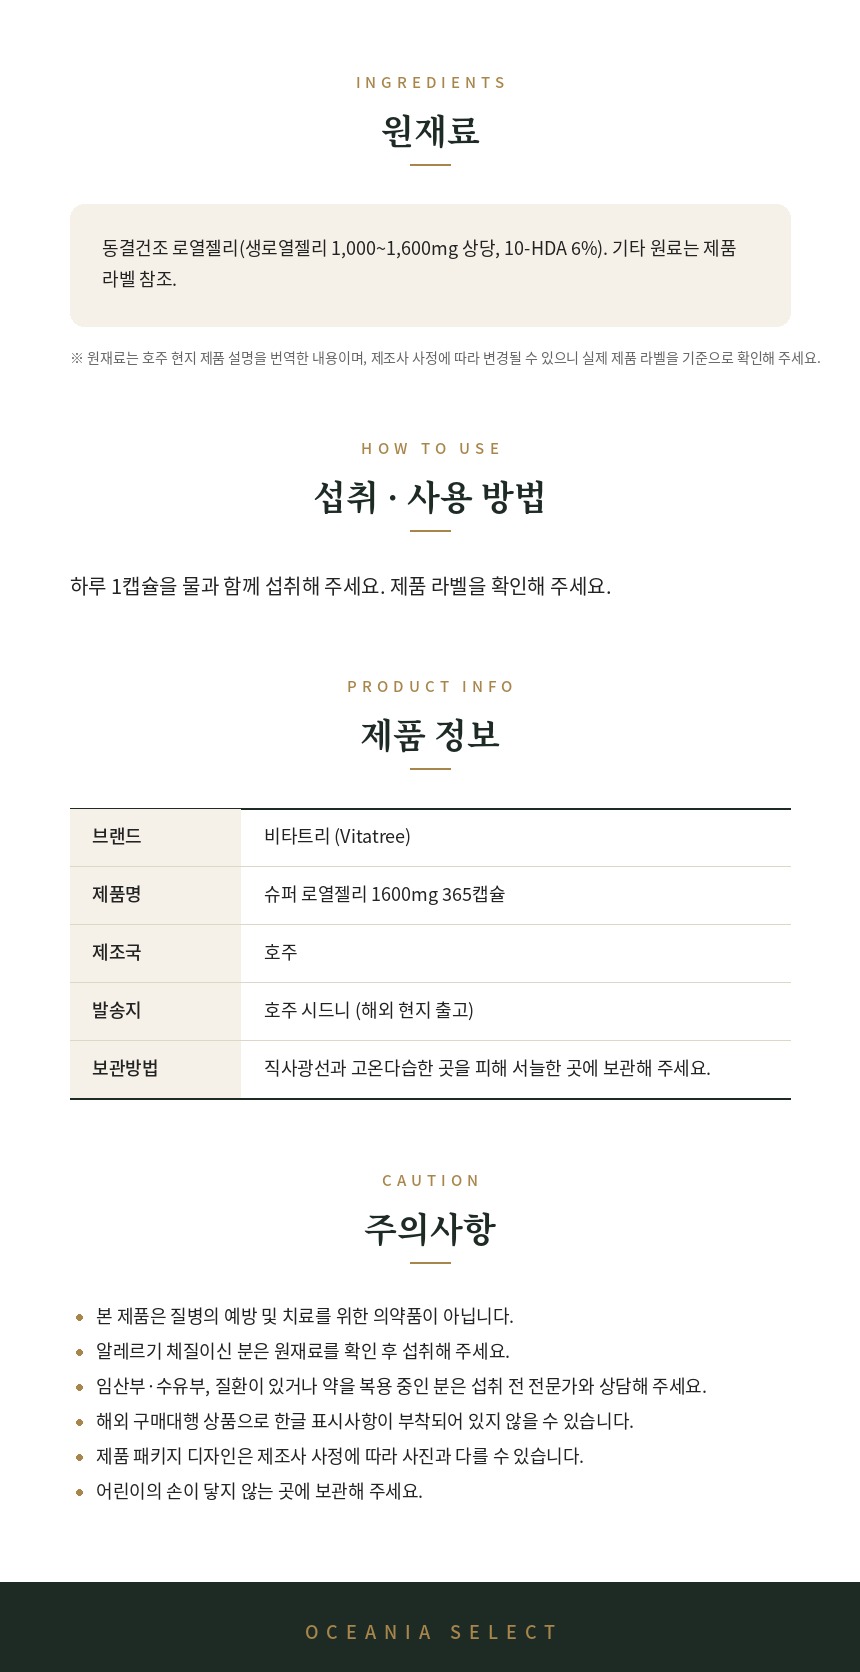 INGREDIENTS
원재료
동결건조 로열젤리(생로열젤리 1,000~1,600mg 상당, 10-HDA 6%). 기타 원료는 제품
라벨 참조.
※ 원재료는 호주 현지 제품 설명을 번역한 내용이며, 제조사 사정에 따라 변경될 수 있으니 실제 제품 라벨을 기준으로 확인해 주세요.
HOW TO USE
섭취 · 사용 방법
하루 1캡슐을 물과 함께 섭취해 주세요. 제품 라벨을 확인해 주세요.
PRODUCT INFO
제품 정보
브랜드 비타트리 (Vitatree)
제품명 슈퍼 로열젤리 1600mg 365캡슐
제조국 호주
발송지 호주 시드니 (해외 현지 출고)
보관방법 직사광선과 고온다습한 곳을 피해 서늘한 곳에 보관해 주세요.
CAUTION
주의사항
• 본 제품은 질병의 예방 및 치료를 위한 의약품이 아닙니다.
• 알레르기 체질이신 분은 원재료를 확인 후 섭취해 주세요.
• 임산부·수유부, 질환이 있거나 약을 복용 중인 분은 섭취 전 전문가와 상담해 주세요.
• 해외 구매대행 상품으로 한글 표시사항이 부착되어 있지 않을 수 있습니다.
• 제품 패키지 디자인은 제조사 사정에 따라 사진과 다를 수 있습니다.
• 어린이의 손이 닿지 않는 곳에 보관해 주세요.
OCEANIA SELECT